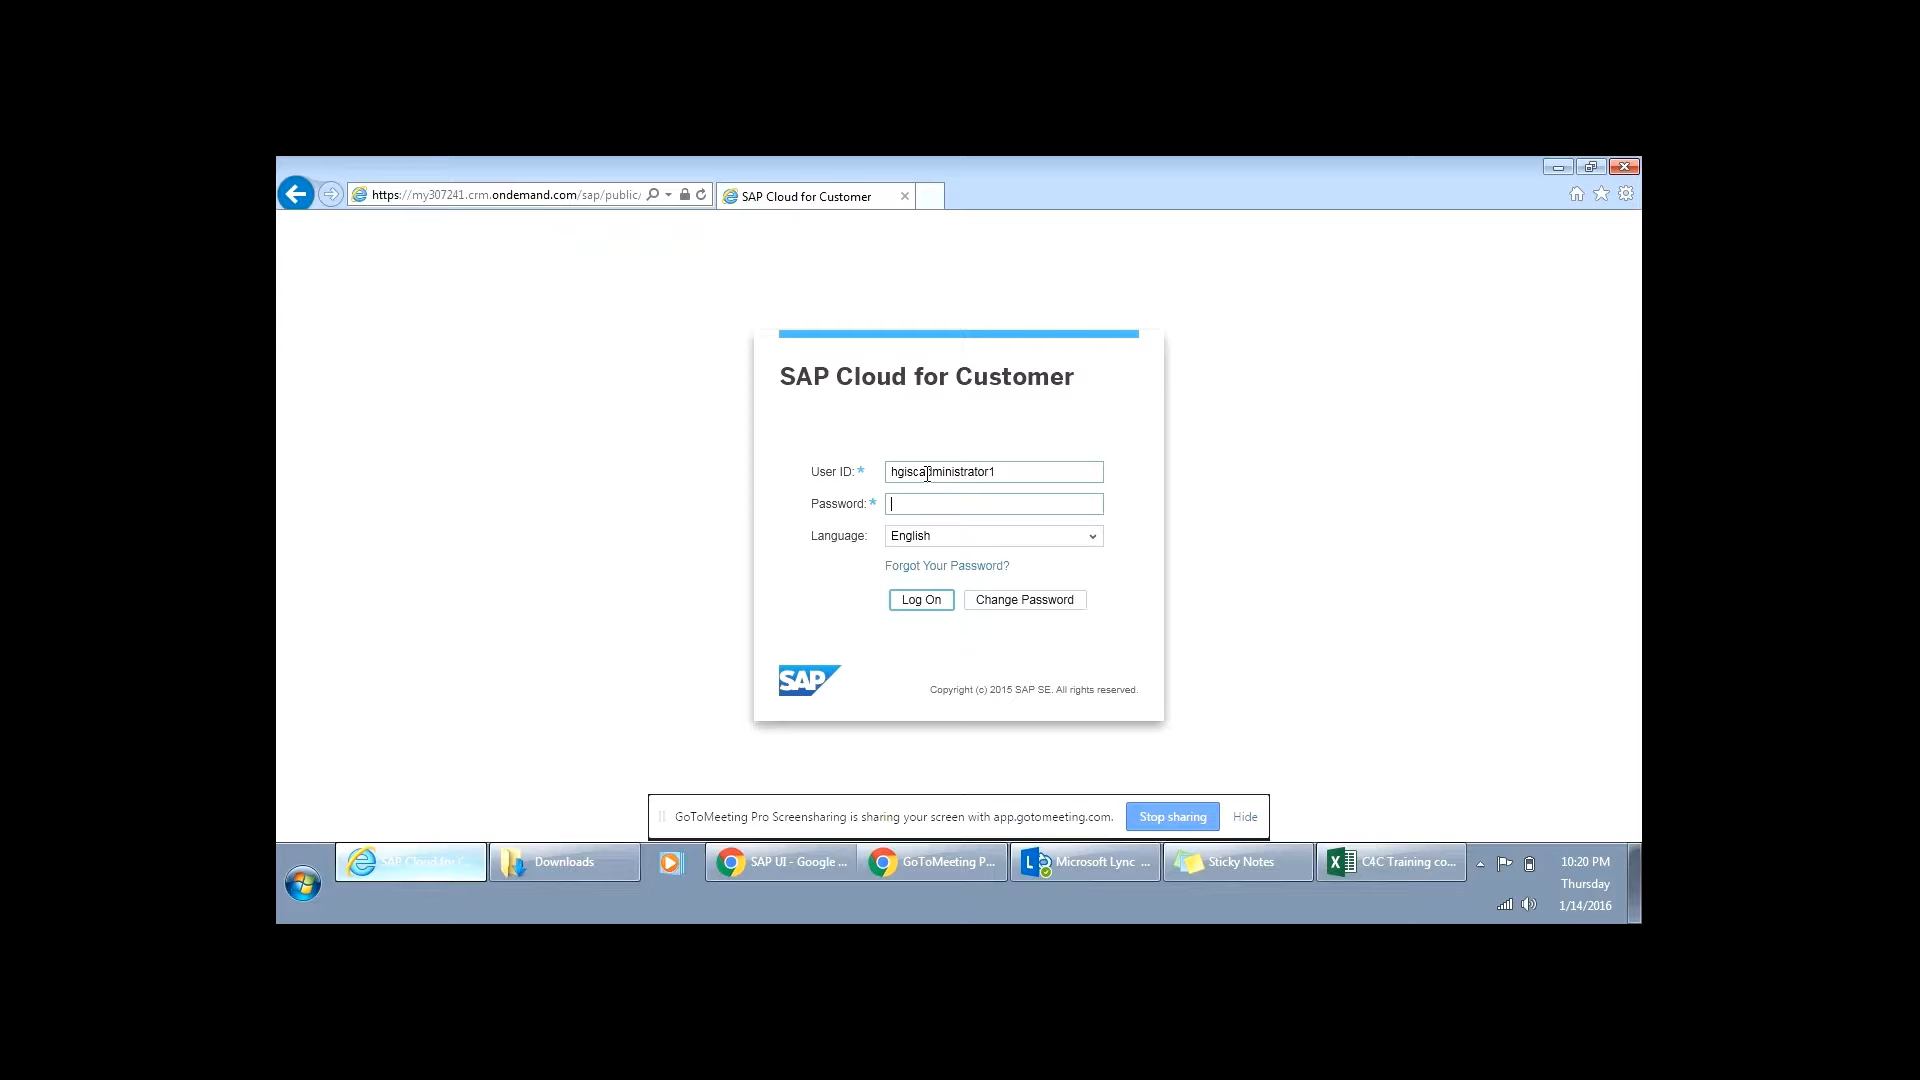 https://my307241.crm.ondemand.com/sap/public/
SAP Cloud for Customer
SAP Cloud for Customer
User ID: *
hgiscadministrator1
Password: *
Language:
English
Forgot Your Password?
Log On
Change Password
SAP
Copyright (c) 2015 SAP SE. All rights reserved.
GoToMeeting Pro Screensharing is sharing your screen with app.gotomeeting.com.
Stop sharing
Hide
SAP Cloud for C...
Downloads
SAP UI - Google ...
GoToMeeting P...
Microsoft Lync ...
Sticky Notes
C4C Training co...
10:20 PM
Thursday
1/14/2016